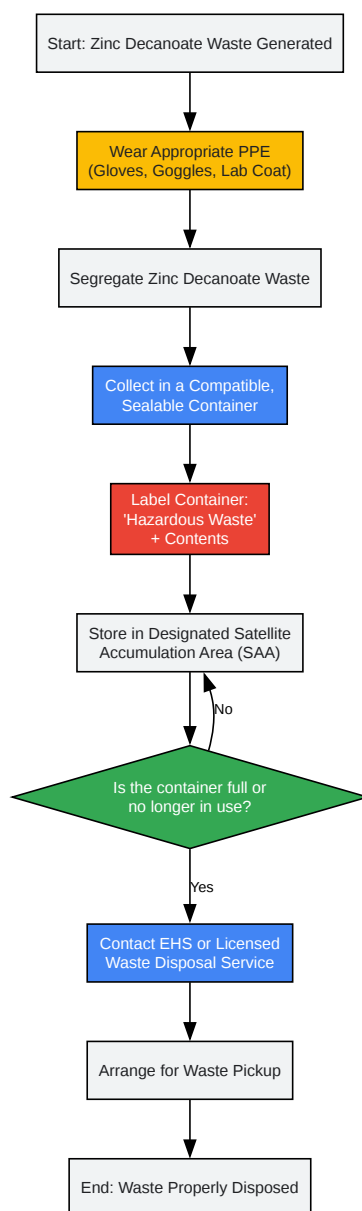 Start: Zinc Decanoate Waste Generated
Wear Appropriate PPE
(Gloves, Goggles, Lab Coat)
Segregate Zinc Decanoate Waste
Collect in a Compatible,
Sealable Container
Label Container:
'Hazardous Waste'
+ Contents
Store in Designated Satellite
Accumulation Area (SAA)
No
Is the container full or
no longer in use?
Yes
Contact EHS or Licensed
Waste Disposal Service
Arrange for Waste Pickup
End: Waste Properly Disposed